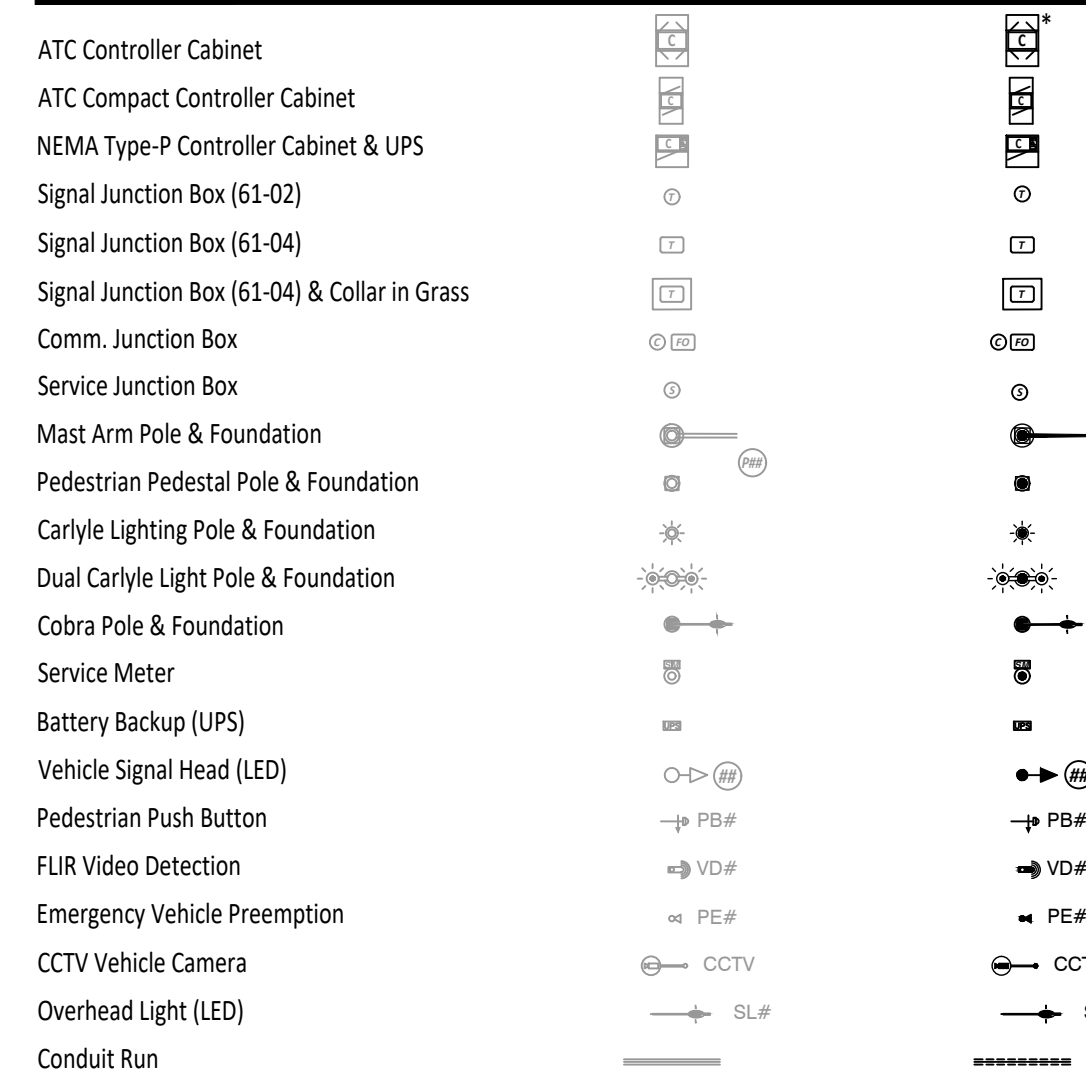 ATC Controller Cabinet C C *
ATC Compact Controller Cabinet C C
NEMA Type-P Controller Cabinet & UPS C C
Signal Junction Box (61-02) T T
Signal Junction Box (61-04) T T
Signal Junction Box (61-04) & Collar in Grass T T
Comm. Junction Box C FO C FO
Service Junction Box S S
Mast Arm Pole & Foundation
P##
Pedestrian Pedestal Pole & Foundation
Carlyle Lighting Pole & Foundation
Dual Carlyle Light Pole & Foundation
Cobra Pole & Foundation
Service Meter SM SM
Battery Backup (UPS) UPS UPS
Vehicle Signal Head (LED) ## ##
Pedestrian Push Button PB# PB#
FLIR Video Detection VD# VD#
Emergency Vehicle Preemption PE# PE#
CCTV Vehicle Camera CCTV
Overhead Light (LED) SL#
Conduit Run